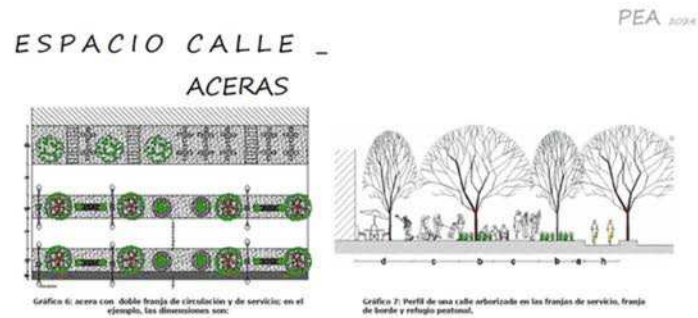 PEA 2024
ESPACIO CALLE _
ACERAS
d c b c b a h
Gráfico 6: acera con doble franja de circulación y de servicio; en el
ejemplo, las dimensiones son:
Gráfico 7: Perfil de una calle arborizada en las franjas de servicio, franja
de borde y refugio peatonal.